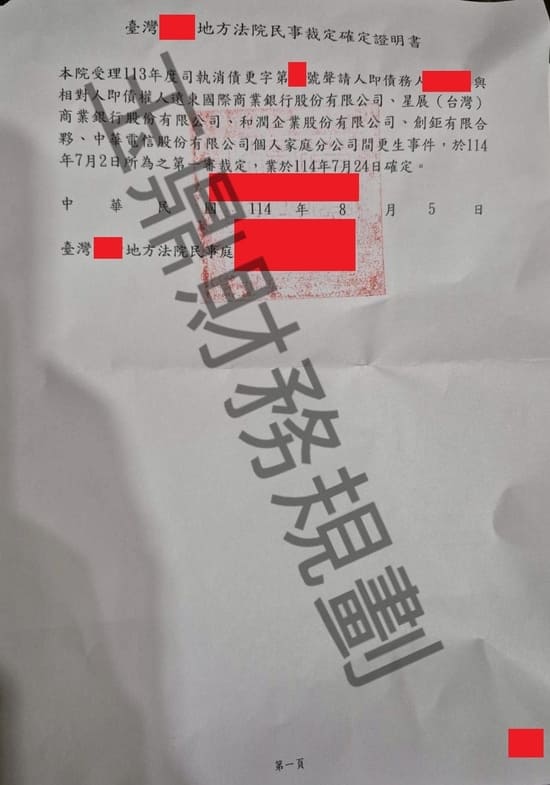 臺灣 地方法院民事裁定確定證明書
本院受理113年度司執消債更字第 號聲請人即債務人 與
相對人即債權人遠東國際商業銀行股份有限公司、星展(台灣)
商業銀行股份有限公司、和潤企業股份有限公司、創鉅有限合
夥、中華電信股份有限公司個人家庭分公司間更生事件,於114
年7月2日所為之第一審裁定,業於114年7月24日確定。
中 華 民 國 114 年 8 月 5 日
臺灣 地方法院民事庭
鼎財務規劃
第一頁